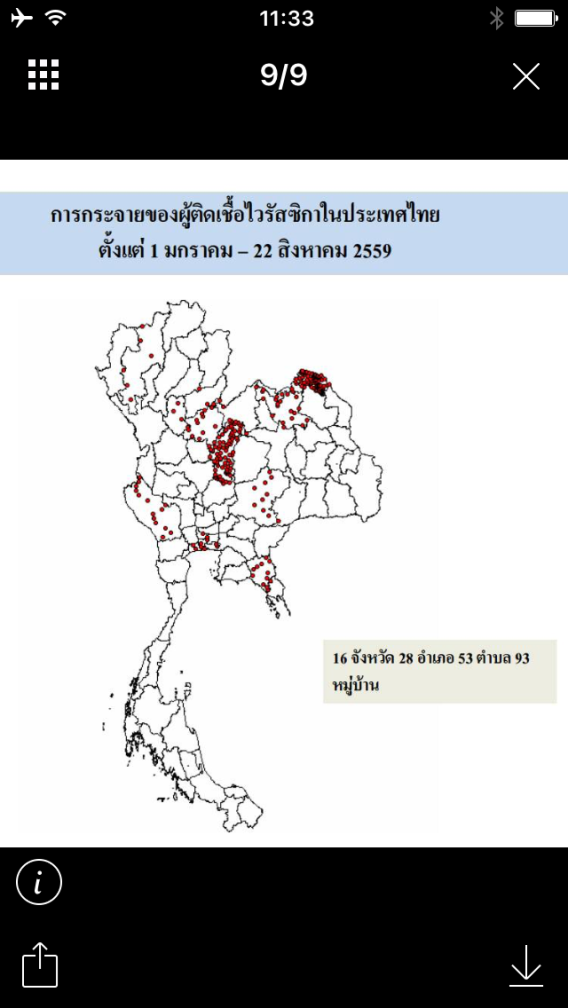 11:33
9/9
การกระจายของผู้ติดเชื้อไวรัสซิกาในประเทศไทย
ตั้งแต่ 1 มกราคม – 22 สิงหาคม 2559
16 จังหวัด 28 อำเภอ 53 ตำบล 93
หมู่บ้าน
i